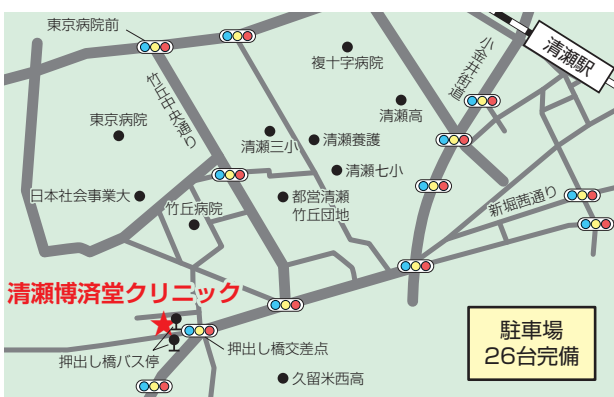 東京病院前
清瀬駅
複十字病院
小金井街道
竹丘中央通り
清瀬高
東京病院
清瀬三小
清瀬養護
清瀬七小
日本社会事業大
竹丘病院
都営清瀬
竹丘団地
新堀茜通り
清瀬博済堂クリニック
押出し橋バス停
押出し橋交差点
久留米西高
駐車場
26台完備